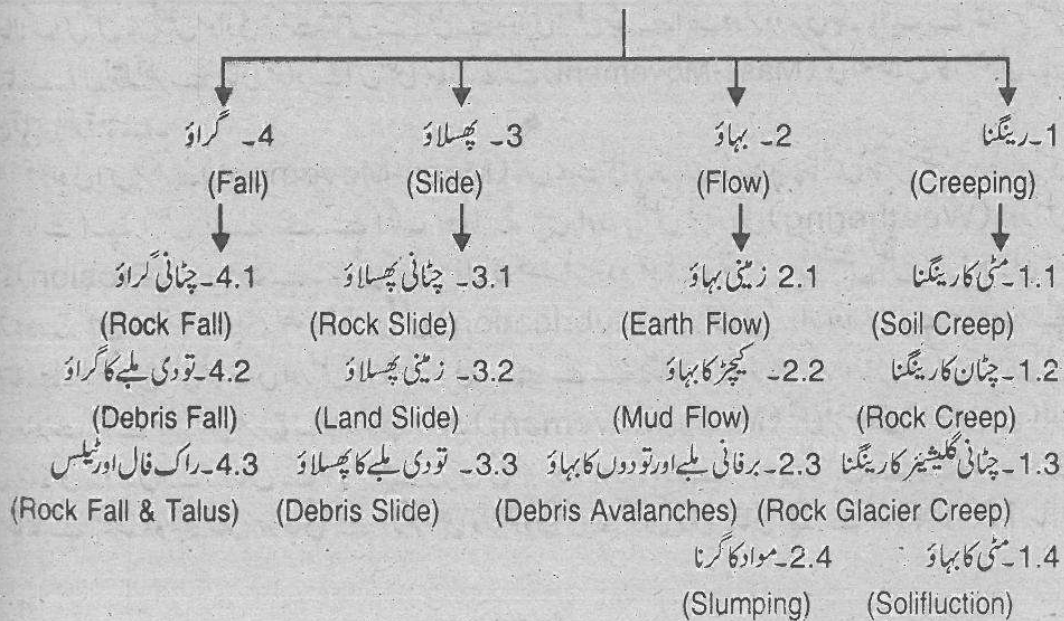 1۔ رینگنا 2۔ بہاؤ 3۔ پھسلاؤ 4۔ گراؤ
(Creeping) (Flow) (Slide) (Fall)
1.1۔ مٹی کا رینگنا 2.1 زمینی بہاؤ 3.1۔ چٹانی پھسلاؤ 4.1۔ چٹانی گراؤ
(Soil Creep) (Earth Flow) (Rock Slide) (Rock Fall)
1.2۔ چٹان کا رینگنا 2.2۔ کیچڑ کا بہاؤ 3.2۔ زمینی پھسلاؤ 4.2۔ تودی ملبے کا گراؤ
(Rock Creep) (Mud Flow) (Land Slide) (Debris Fall)
1.3۔ چٹانی گلیشیئر کا رینگنا 2.3۔ برفانی ملبے اور تودوں کا بہاؤ 3.3۔ تودی ملبے کا پھسلاؤ 4.3۔ راک فال اور ٹیلس
(Rock Glacier Creep) (Debris Avalanches) (Debris Slide) (Rock Fall & Talus)
1.4۔ مٹی کا بہاؤ 2.4۔ مواد کا گرنا
(Solifluction) (Slumping)